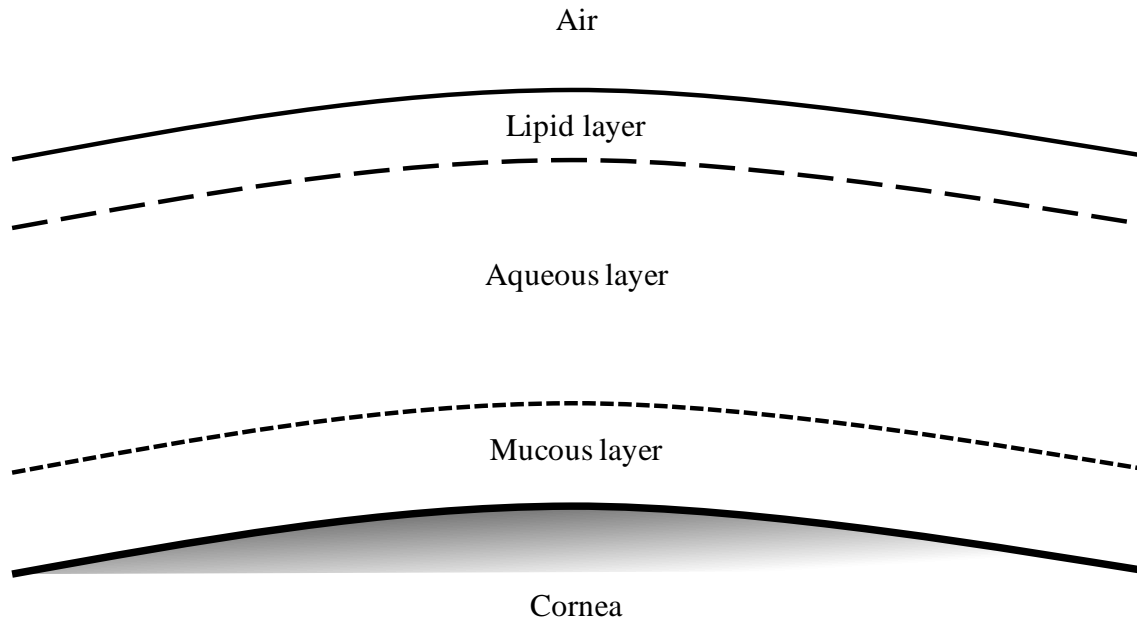 Air
Lipid layer
Aqueous layer
Mucous layer
Cornea